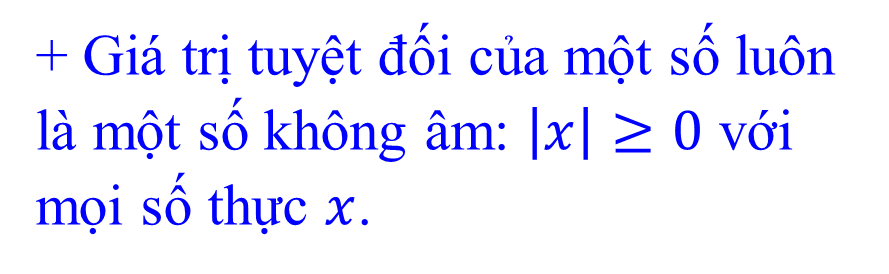 + Giá trị tuyệt đối của một số luôn
là một số không âm: |x| ≥ 0 với
mọi số thực x.